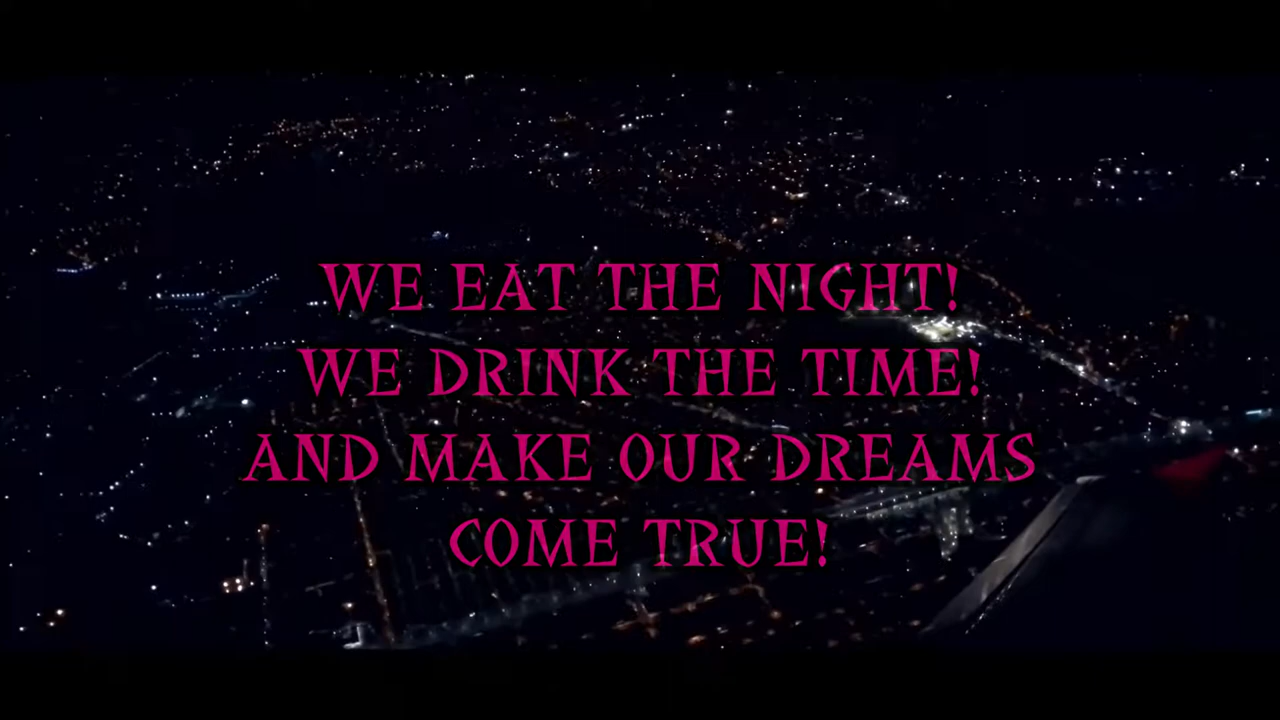 WE EAT THE NIGHT!
WE DRINK THE TIME!
AND MAKE OUR DREAMS
COME TRUE!